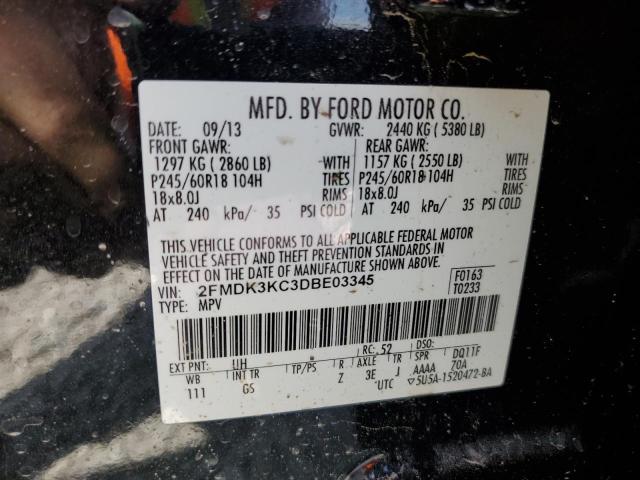 MFD. BY FORD MOTOR CO.
DATE: 09/13 GVWR: 2440 KG ( 5380 LB)
FRONT GAWR: REAR GAWR:
1297 KG ( 2860 LB) WITH 1157 KG ( 2550 LB) WITH
P245/60R18 104H TIRES P245/60R18 104H TIRES
18x8.0J RIMS 18x8.0J RIMS
AT 240 kPa/ 35 PSI COLD AT 240 kPa/ 35 PSI COLD
THIS VEHICLE CONFORMS TO ALL APPLICABLE FEDERAL MOTOR
VEHICLE SAFETY AND THEFT PREVENTION STANDARDS IN
EFFECT ON THE DATE OF MANUFACTURE SHOWN ABOVE.
VIN: 2FMDK3KC3DBE03345 F0163
TYPE: MPV T0233
EXT PNT: UH RC: 52 DSO:
WB INT TR TP/PS R AXLE TR SPR DQ11F
111 GS Z 3E J AAAA 70A
UTC ▽5U5A-1520472-BA